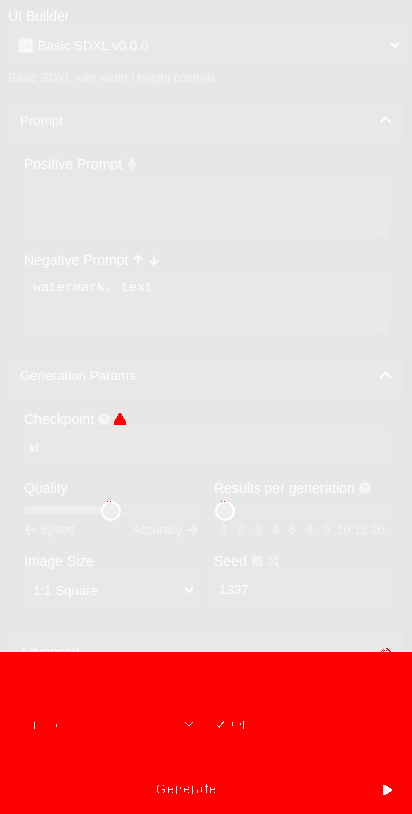 UI Builder
Basic SDXL v0.0.0
Basic SDXL with width / height controls
Prompt
Positive Prompt
Negative Prompt
watermark, text
Generation Params
Checkpoint
xl
Quality
Results per generation
Speed Accuracy
1 2 3 4 6 8 9 10 12 20
Image Size
Seed
1:1 Square
1337
Advanced
Generate